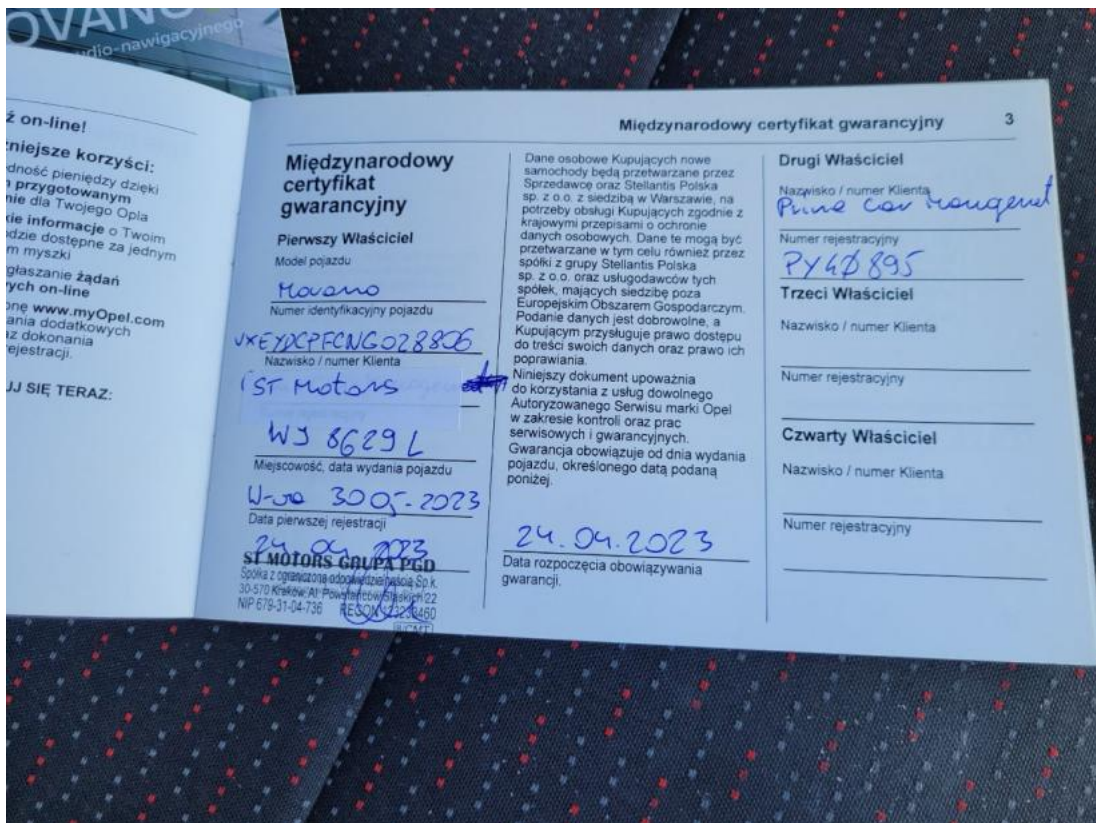 OVANO
dio-nawigacyjnego
ź on-line!
niejsze korzyści:
dność pieniędzy dzięki
przygotowanym
nie dla Twojego Opla
kie informacje o Twoim
dzie dostępne za jednym
m myszki
głaszanie żądań
ych on-line
onę www.myOpel.com
ania dodatkowych
az dokonania
ejestracji.
UJ SIĘ TERAZ:
Międzynarodowy certyfikat gwarancyjny 3
Międzynarodowy
certyfikat
gwarancyjny
Pierwszy Właściciel
Model pojazdu
Movano
Numer identyfikacyjny pojazdu
VXEYDCPFCNG028806
Nazwisko / numer Klienta
ST Motors
WJ 8629L
Miejscowość, data wydania pojazdu
W-wa 30 05-2023
Data pierwszej rejestracji
24 04 2023
ST MOTORS GRUPA PGD
Spółka z ograniczoną odpowiedzialnością Sp.k.
30-570 Kraków, Al. Powstańców Śląskich 22
NIP 679-31-04-736 REGON
Dane osobowe Kupujących nowe
samochody będą przetwarzane przez
Sprzedawcę oraz Stellantis Polska
sp. z o.o. z siedzibą w Warszawie, na
potrzeby obsługi Kupujących zgodnie z
krajowymi przepisami o ochronie
danych osobowych. Dane te mogą być
przetwarzane w tym celu również przez
spółki z grupy Stellantis Polska
sp. z o.o. oraz usługodawców tych
spółek, mających siedzibę poza
Europejskim Obszarem Gospodarczym.
Podanie danych jest dobrowolne, a
Kupującym przysługuje prawo dostępu
do treści swoich danych oraz prawo ich
poprawiania.
Niniejszy dokument upoważnia
do korzystania z usług dowolnego
Autoryzowanego Serwisu marki Opel
w zakresie kontroli oraz prac
serwisowych i gwarancyjnych.
Gwarancja obowiązuje od dnia wydania
pojazdu, określonego datą podaną
poniżej.
24.04.2023
Data rozpoczęcia obowiązywania
gwarancji.
Drugi Właściciel
Nazwisko / numer Klienta
Prime Car
Numer rejestracyjny
PY40895
Trzeci Właściciel
Nazwisko / numer Klienta
Numer rejestracyjny
Czwarty Właściciel
Nazwisko / numer Klienta
Numer rejestracyjny